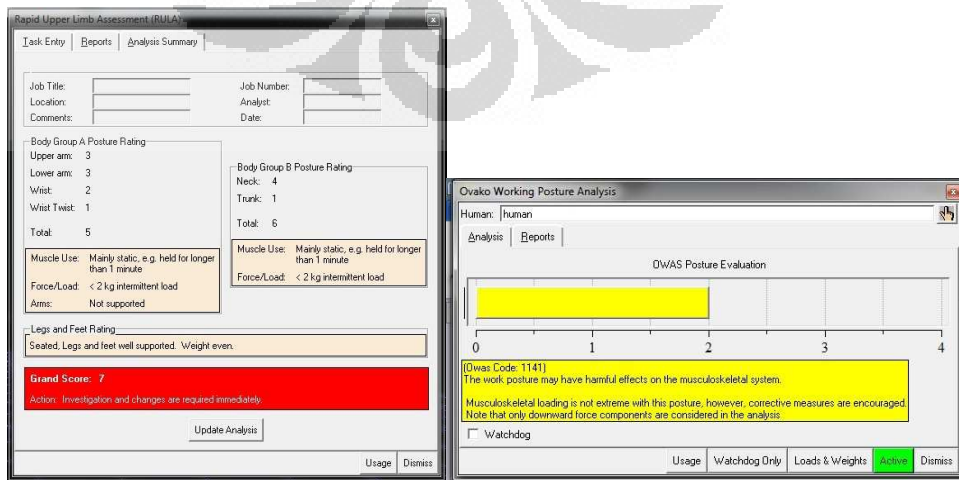 Rapid Upper Limb Assessment (RULA)
Task Entry Reports Analysis Summary
Job Title: Job Number:
Location: Analyst:
Comments: Date:
Body Group A Posture Rating
Upper arm: 3
Lower arm: 3
Wrist: 2
Wrist Twist: 1
Total: 5
Muscle Use: Mainly static, e.g. held for longer
than 1 minute
Force/Load: < 2 kg intermittent load
Arms: Not supported
Body Group B Posture Rating
Neck: 4
Trunk: 1
Total: 6
Muscle Use: Mainly static, e.g. held for longer
than 1 minute
Force/Load: < 2 kg intermittent load
Legs and Feet Rating
Seated, Legs and feet well supported. Weight even.
Grand Score: 7
Action: Investigation and changes are required immediately.
Update Analysis
Usage Dismiss
Ovako Working Posture Analysis
Human: human
Analysis Reports
OWAS Posture Evaluation
0 1 2 3 4
(Owas Code: 1141)
The work posture may have harmful effects on the musculoskeletal system.
Musculoskeletal loading is not extreme with this posture, however, corrective measures are encouraged.
Note that only downward force components are considered in the analysis
Watchdog
Usage Watchdog Only Loads & Weights Active Dismiss